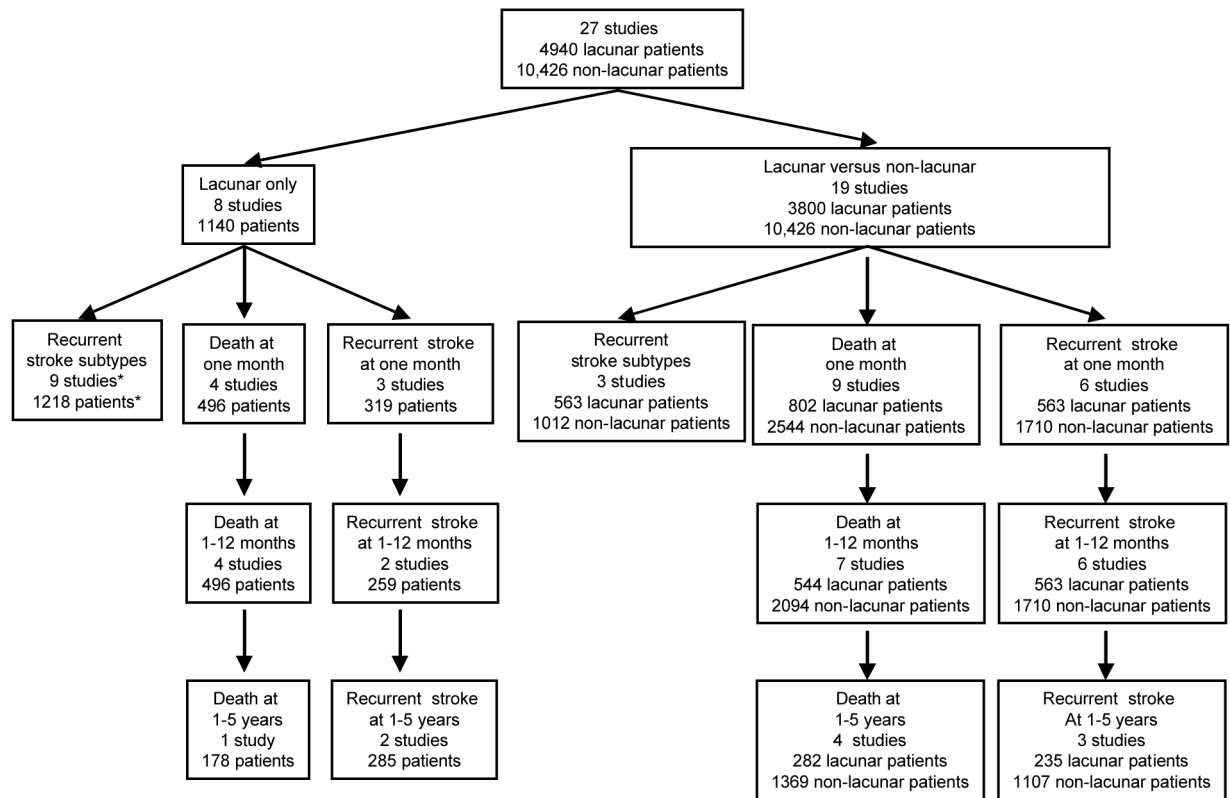 27 studies
4940 lacunar patients
10,426 non-lacunar patients
Lacunar only
8 studies
1140 patients
Lacunar versus non-lacunar
19 studies
3800 lacunar patients
10,426 non-lacunar patients
Recurrent
stroke subtypes
9 studies*
1218 patients*
Death at
one month
4 studies
496 patients
Recurrent stroke
at one month
3 studies
319 patients
Recurrent
stroke subtypes
3 studies
563 lacunar patients
1012 non-lacunar patients
Death at
one month
9 studies
802 lacunar patients
2544 non-lacunar patients
Recurrent stroke
at one month
6 studies
563 lacunar patients
1710 non-lacunar patients
Death at
1-12 months
4 studies
496 patients
Recurrent stroke
at 1-12 months
2 studies
259 patients
Death at
1-12 months
7 studies
544 lacunar patients
2094 non-lacunar patients
Recurrent stroke
at 1-12 months
6 studies
563 lacunar patients
1710 non-lacunar patients
Death at
1-5 years
1 study
178 patients
Recurrent stroke
at 1-5 years
2 studies
285 patients
Death at
1-5 years
4 studies
282 lacunar patients
1369 non-lacunar patients
Recurrent stroke
At 1-5 years
3 studies
235 lacunar patients
1107 non-lacunar patients